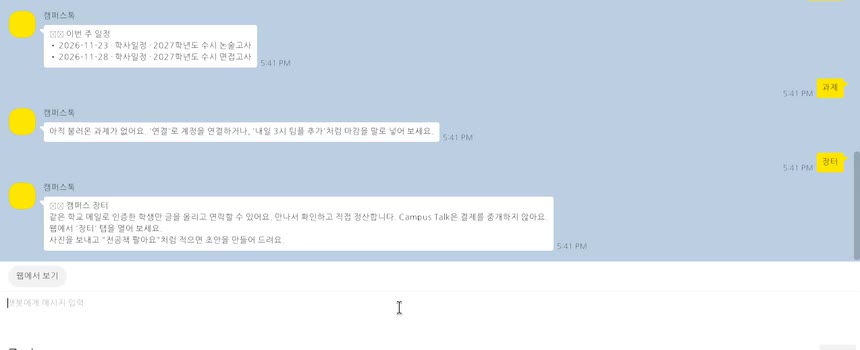 캠퍼스톡
이번 주 일정
• 2026-11-23 · 학사일정 · 2027학년도 수시 논술고사
• 2026-11-28 · 학사일정 · 2027학년도 수시 면접고사
5:41 PM
5:41 PM
과제
캠퍼스톡
아직 불러온 과제가 없어요. '연결'로 계정을 연결하거나, '내일 3시 팀플 추가'처럼 마감을 말로 넣어 보세요.
5:41 PM
5:41 PM
장터
캠퍼스톡
캠퍼스 장터
같은 학교 메일로 인증한 학생만 글을 올리고 연락할 수 있어요. 만나서 확인하고 직접 정산합니다. Campus Talk은 결제를 중개하지 않아요.
웹에서 '장터' 탭을 열어 보세요.
사진을 보내고 "전공책 팔아요"처럼 적으면 초안을 만들어 드려요.
5:41 PM
웹에서 보기
챗봇에게 메시지 입력